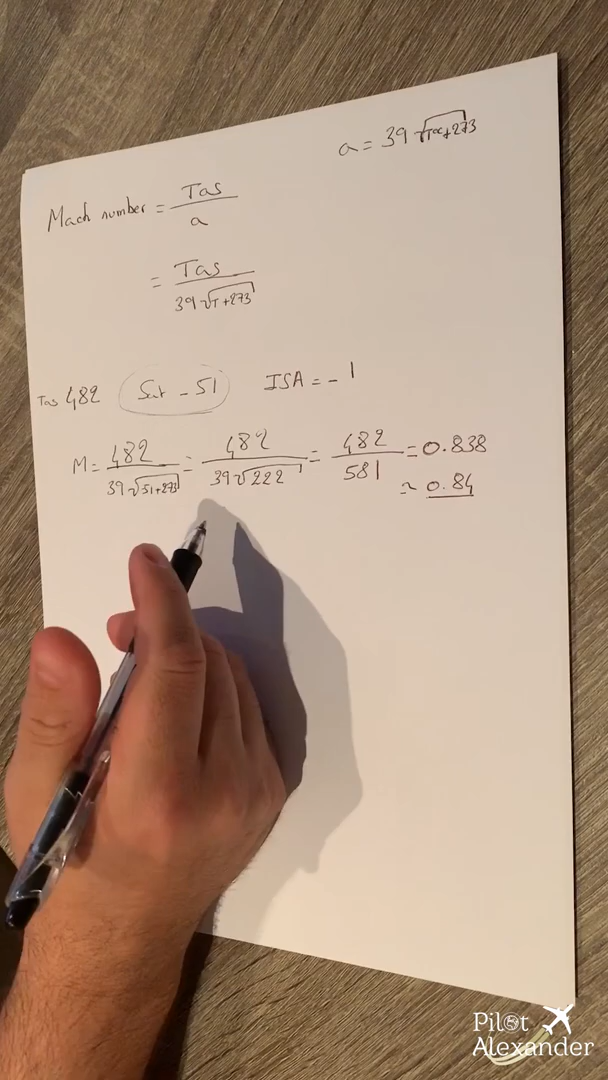 a = 39 √T°C+273
Mach number = Tas / a
= Tas / 39 √T+273
Tas 482 Sat - 51 ISA = - 1
M = 482 / 39 √51+273 = 482 / 39 √222 = 482 / 581 = 0.838
≈ 0.84
Pilot
Alexander